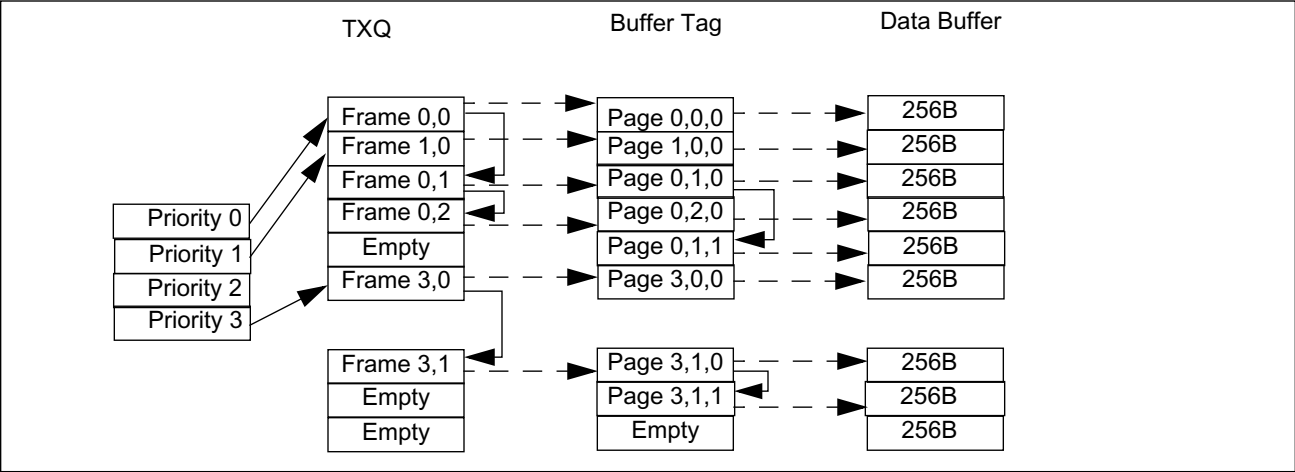 TXQ
Buffer Tag
Data Buffer
Priority 0
Priority 1
Priority 2
Priority 3
Frame 0,0
Frame 1,0
Frame 0,1
Frame 0,2
Empty
Frame 3,0
Frame 3,1
Empty
Empty
Page 0,0,0
Page 1,0,0
Page 0,1,0
Page 0,2,0
Page 0,1,1
Page 3,0,0
Page 3,1,0
Page 3,1,1
Empty
256B
256B
256B
256B
256B
256B
256B
256B
256B